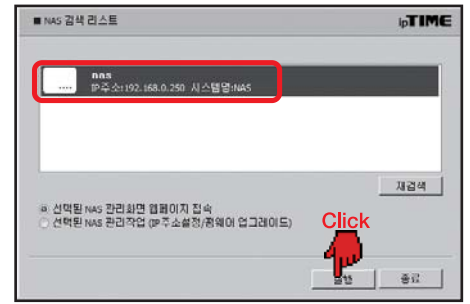 ■ NAS 검색 리스트
ipTIME
nas
IP주소:192.168.0.250 시스템명:NAS
재검색
선택된 NAS 관리화면 웹페이지 접속
선택된 NAS 관리작업 (IP주소설정/펌웨어 업그레이드)
Click
종료